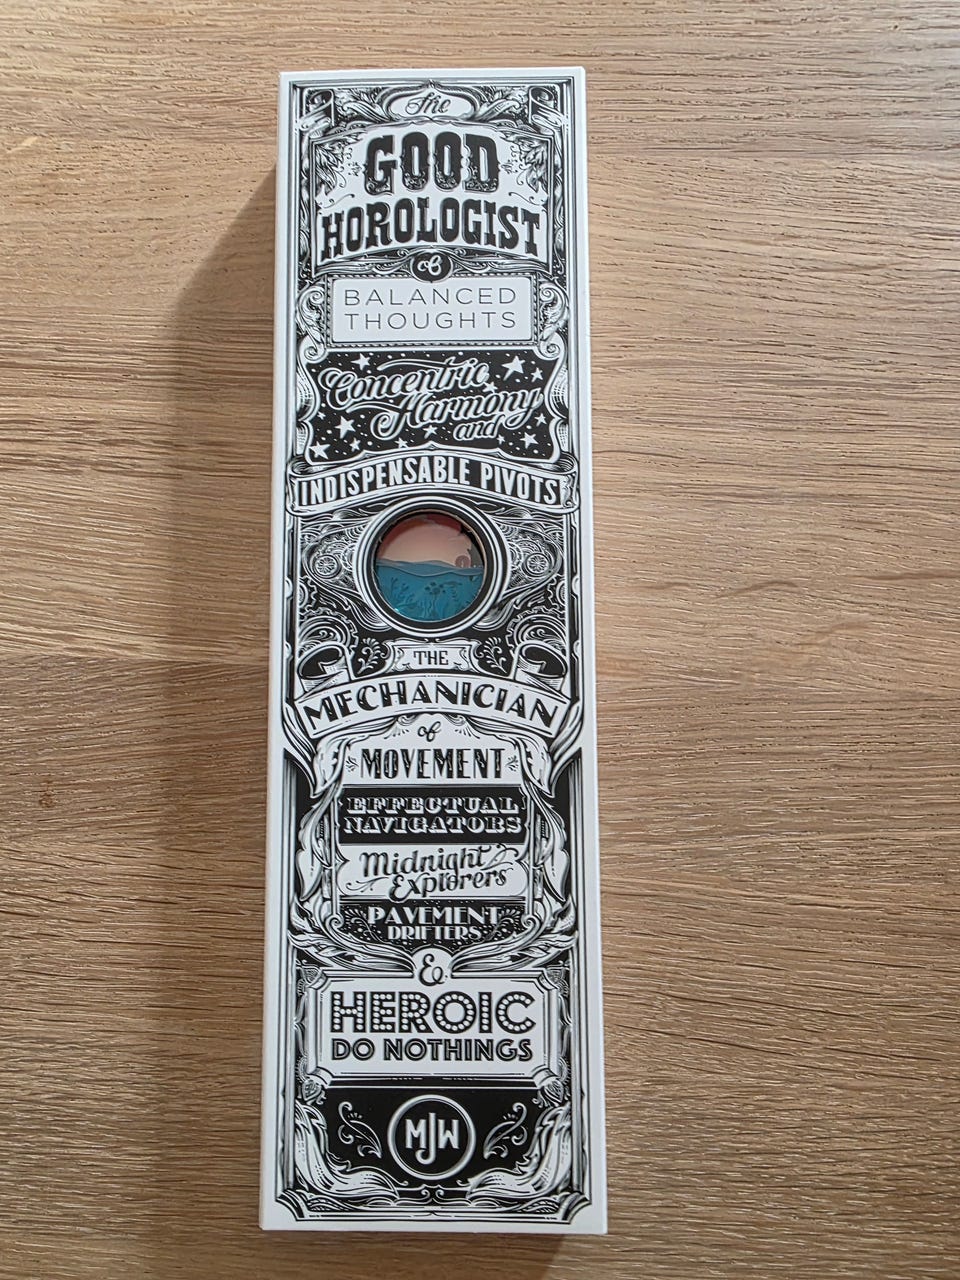 The
GOOD
HOROLOGIST
of
BALANCED
THOUGHTS
Concentric
Harmony
and
INDISPENSABLE PIVOTS
THE
MECHANICIAN
of
MOVEMENT
EFFECTUAL
NAVIGATORS
Midnight
Explorers
PAVEMENT
DRIFTERS
&
HEROIC
DO NOTHINGS
MJW